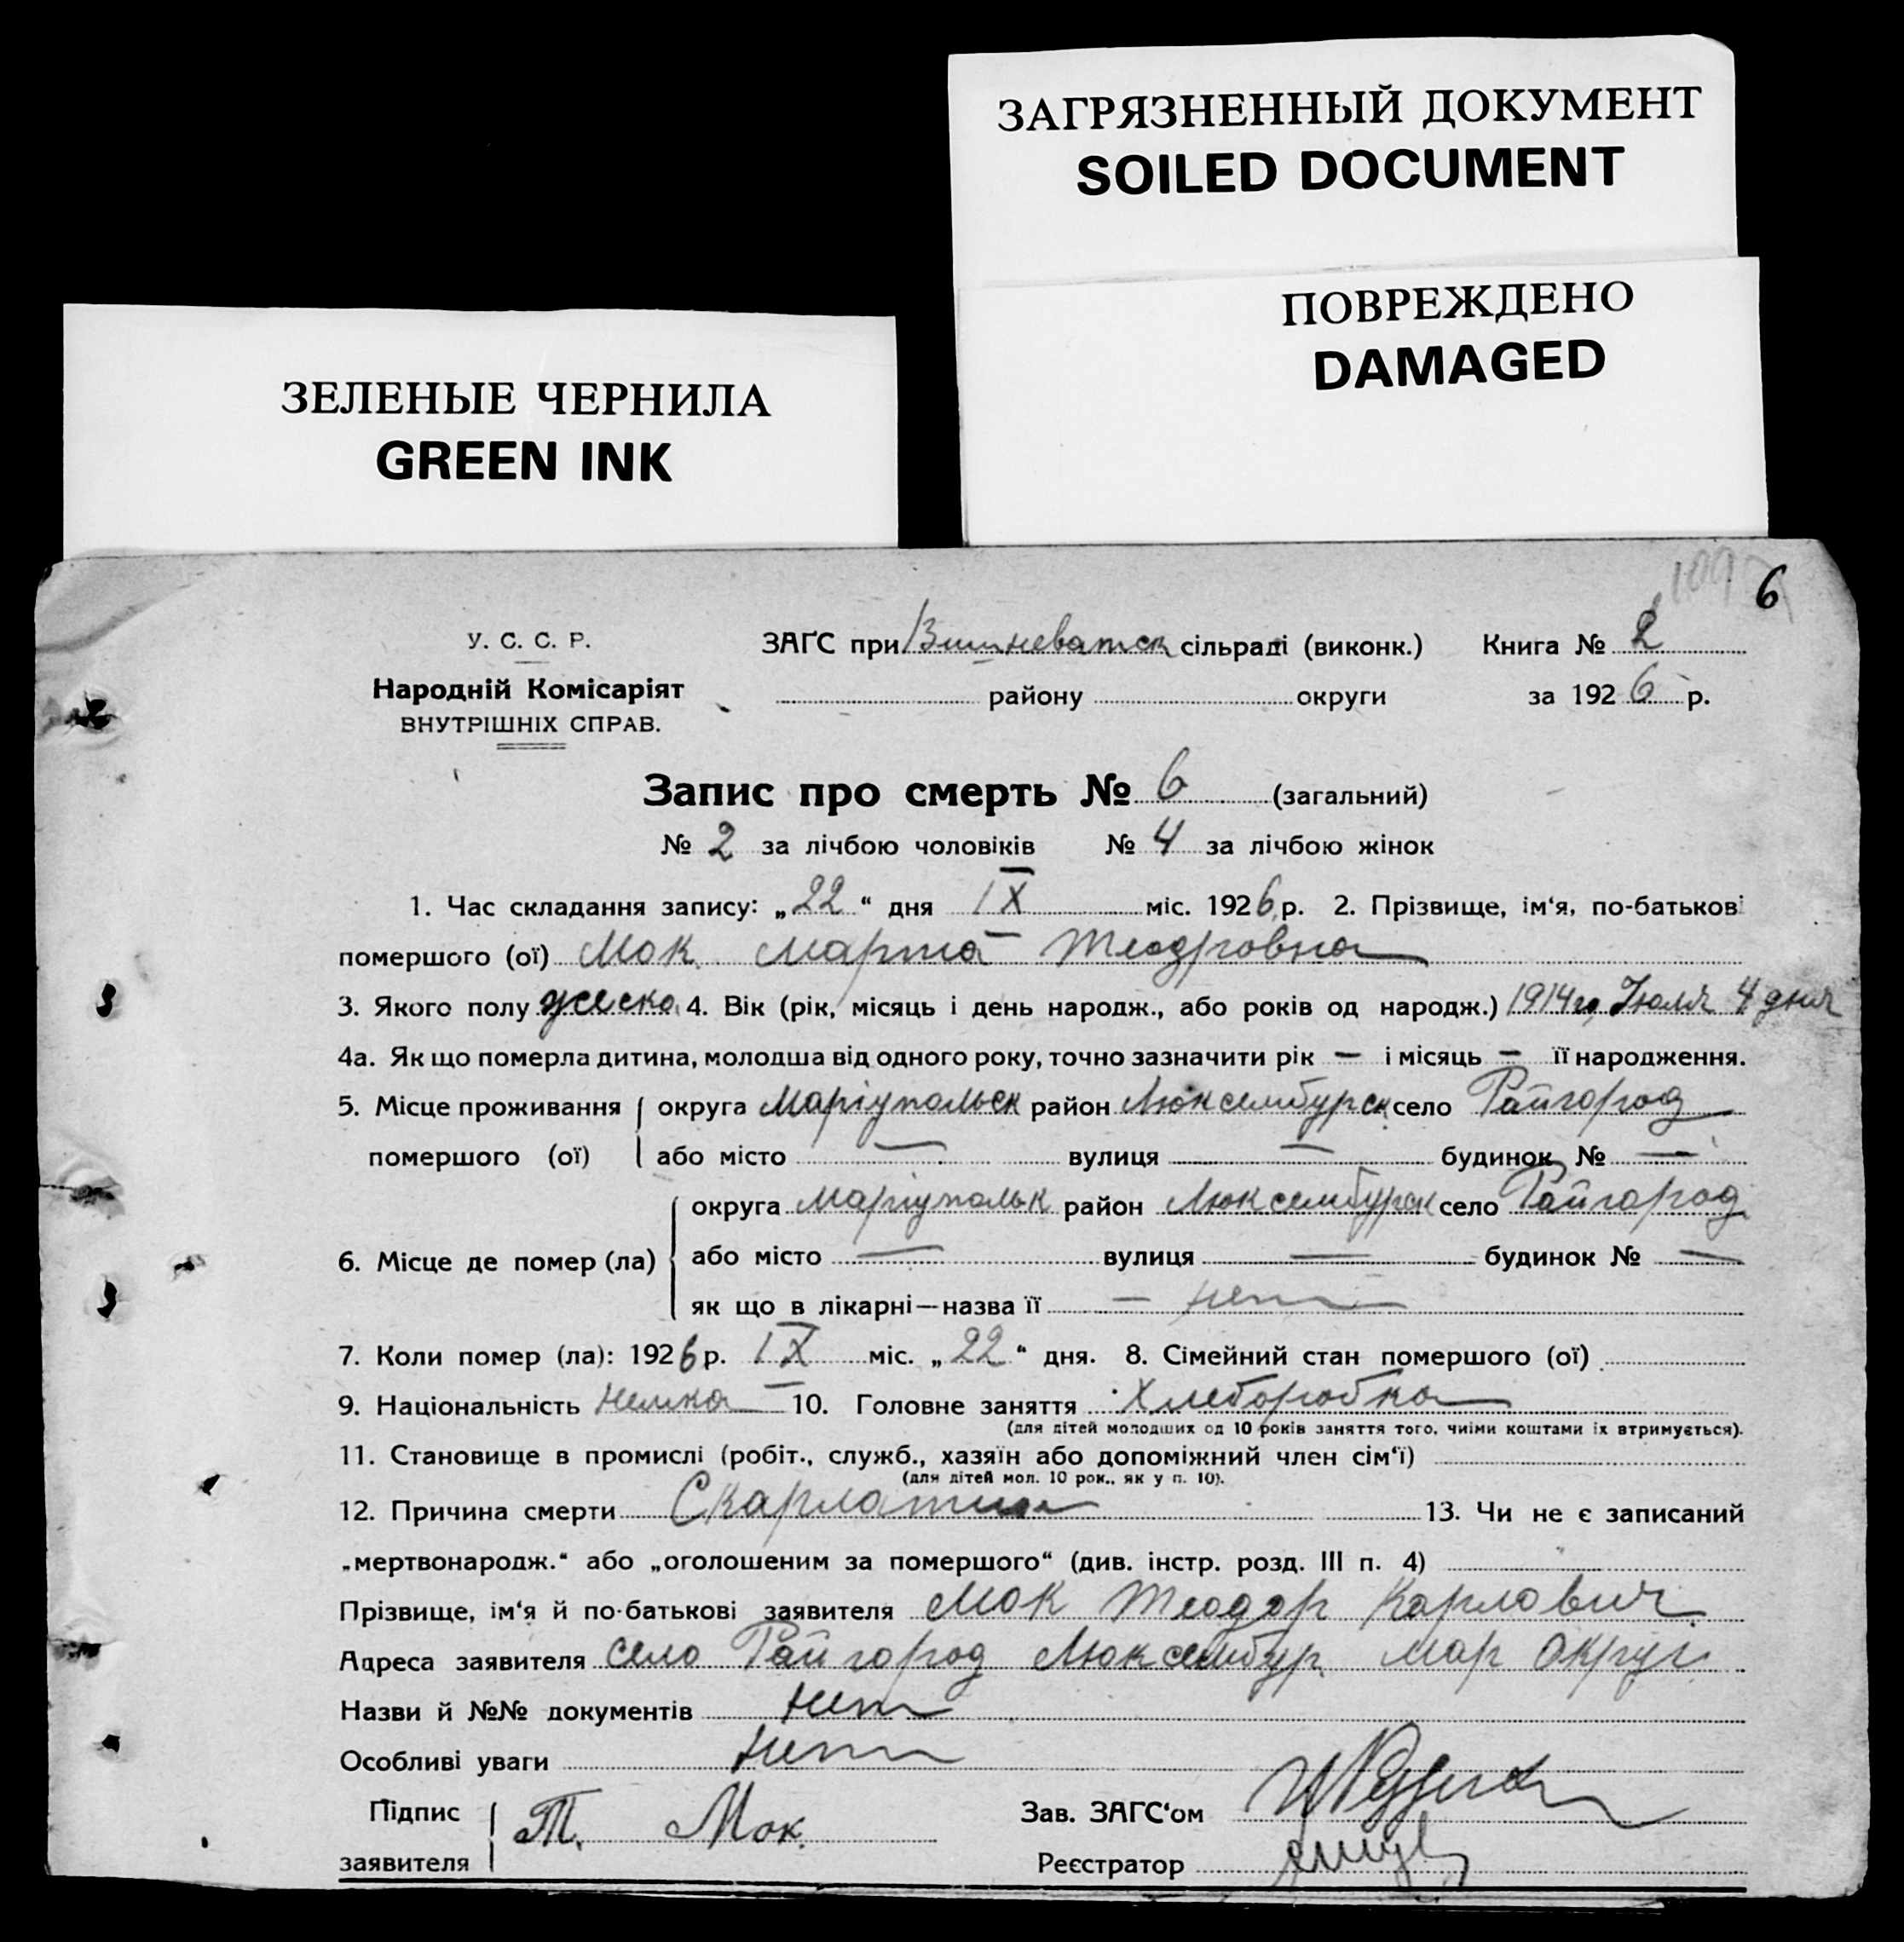 ЗАГРЯЗНЕННЫЙ ДОКУМЕНТ
SOILED DOCUMENT
ПОВРЕЖДЕНО
DAMAGED
ЗЕЛЕНЫЕ ЧЕРНИЛА
GREEN INK
6
У. С. С. Р.
Народній Комісаріят
ВНУТРІШНІХ СПРАВ.
ЗАГС при Вишневатск сільраді (виконк.) Книга № 2
району округи за 1926 р.
Запис про смерть № 6 (загальний)
№ 2 за лічбою чоловіків № 4 за лічбою жінок
1. Час складання запису: „22“ дня IX міс. 1926 р. 2. Прізвище, ім‘я, по-батькові
помершого (ої) Мок Марта Теодровна
3. Якого полу женско 4. Вік (рік, місяць і день народж., або років од народж.) 1914 г, Июля 4 дня
4а. Як що померла дитина, молодша від одного року, точно зазначити рік — і місяць — її народження.
5. Місце проживання округа Маріупольск район Люксембурск село Райгород
помершого (ої) або місто — вулиця — будинок № —
округа Маріупольк район Люксембурск село Райгород
6. Місце де помер (ла) або місто — вулиця — будинок № —
як що в лікарні—назва її — нет —
7. Коли помер (ла): 1926 р. IX міс. „22“ дня. 8. Сімейний стан помершого (ої)
9. Національність Немка — 10. Головне заняття Хлеборобка
(для дітей молодших од 10 років заняття того, чиїми коштами їх втримується).
11. Становище в промислі (робіт., служб., хазяїн або допоміжний член сім‘ї)
(для дітей мол. 10 рок., як у п. 10).
12. Причина смерти Скарлатина 13. Чи не є записаний
„мертвонародж.“ або „оголошеним за помершого“ (див. інстр. розд. III п. 4)
Прізвище, ім‘я й по-батькові заявителя Мок Теодор Карлович
Адреса заявителя село Райгород Люксембур. Мар округ.
Назви й №№ документів нет
Особливі уваги нет
Підпис
заявителя Т. Мок.
Зав. ЗАГС‘ом
Реєстратор